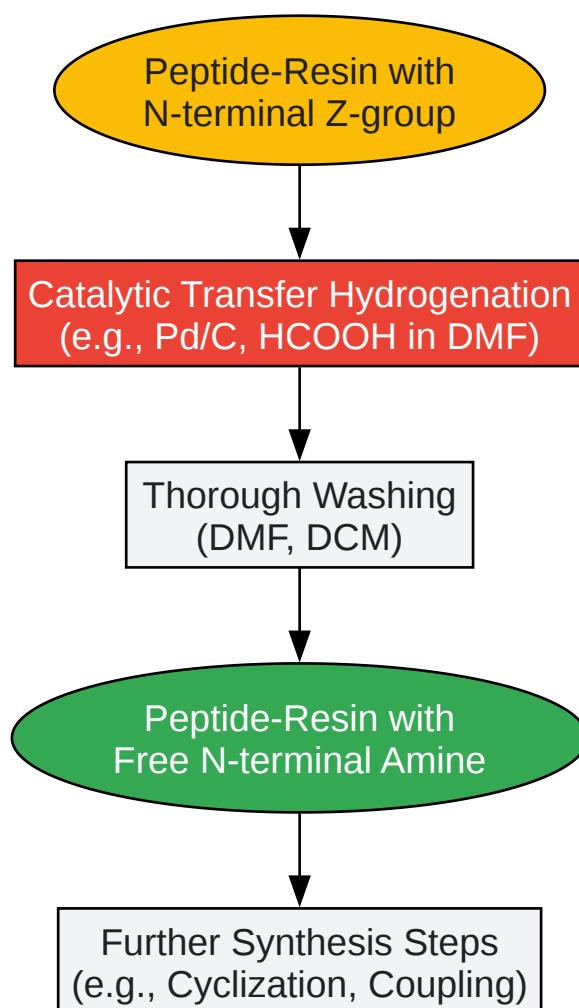 Peptide-Resin with
N-terminal Z-group
Catalytic Transfer Hydrogenation
(e.g., Pd/C, HCOOH in DMF)
Thorough Washing
(DMF, DCM)
Peptide-Resin with
Free N-terminal Amine
Further Synthesis Steps
(e.g., Cyclization, Coupling)